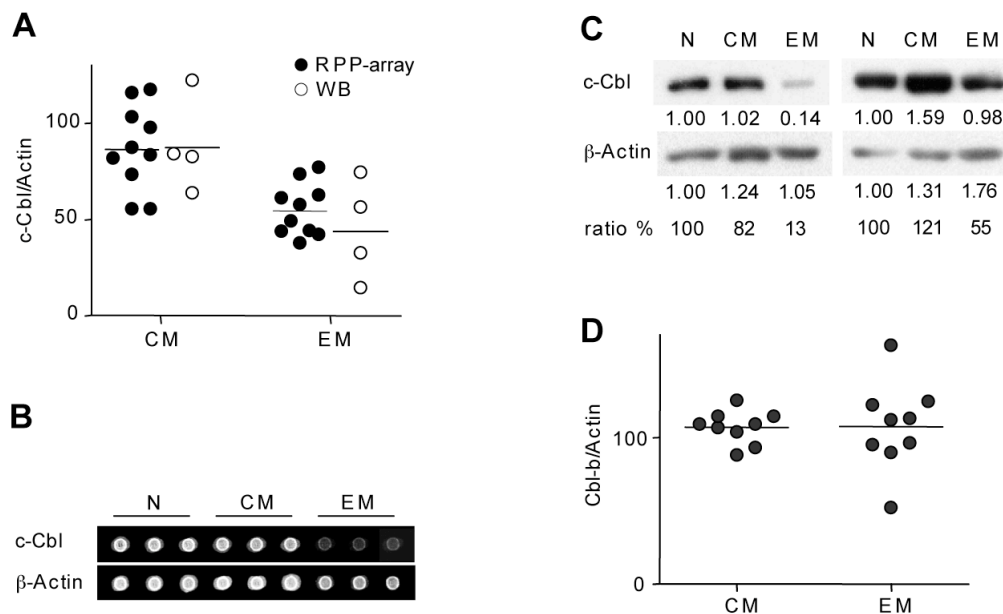 A
c-Cbl/Actin
100
50
0
RPP-array
WB
CM EM
B
N CM EM
c-Cbl
β-Actin
C
N CM EM N CM EM
c-Cbl
1.00 1.02 0.14 1.00 1.59 0.98
β-Actin
1.00 1.24 1.05 1.00 1.31 1.76
ratio % 100 82 13 100 121 55
D
Cbl-b/Actin
100
0
CM EM